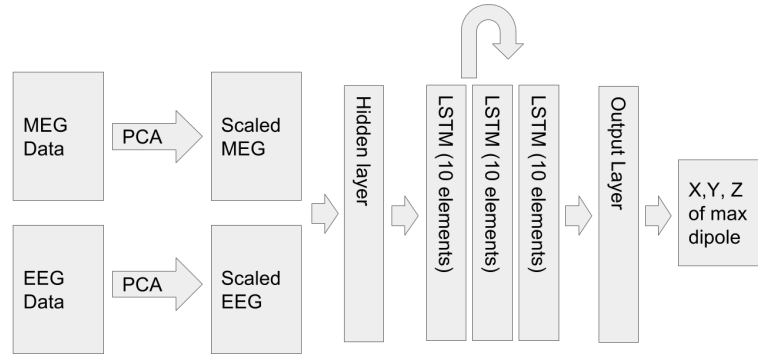 MEG
Data
PCA
Scaled
MEG
EEG
Data
PCA
Scaled
EEG
Hidden layer
LSTM (10 elements)
LSTM (10 elements)
LSTM (10 elements)
Output Layer
X,Y, Z
of max
dipole